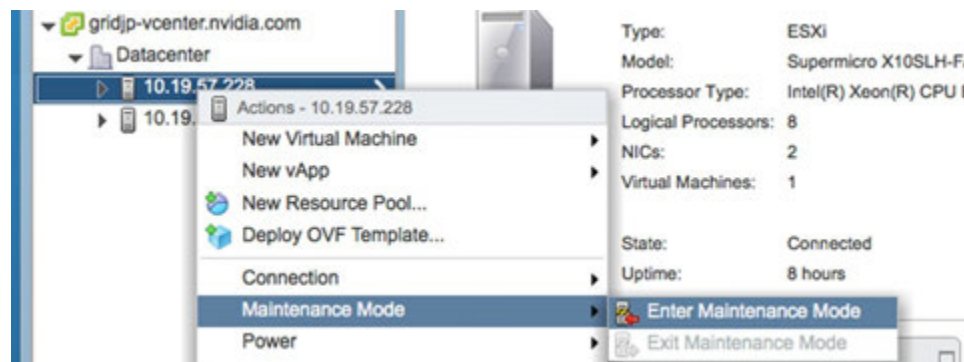 gridjp-vcenter.nvidia.com
Datacenter
10.19.57.228
10.19.
Actions - 10.19.57.228
New Virtual Machine
New vApp
New Resource Pool...
Deploy OVF Template...
Connection
Maintenance Mode
Power
Enter Maintenance Mode
Exit Maintenance Mode
Type: ESXi
Model: Supermicro X10SLH-F
Processor Type: Intel(R) Xeon(R) CPU
Logical Processors: 8
NICs: 2
Virtual Machines: 1
State: Connected
Uptime: 8 hours